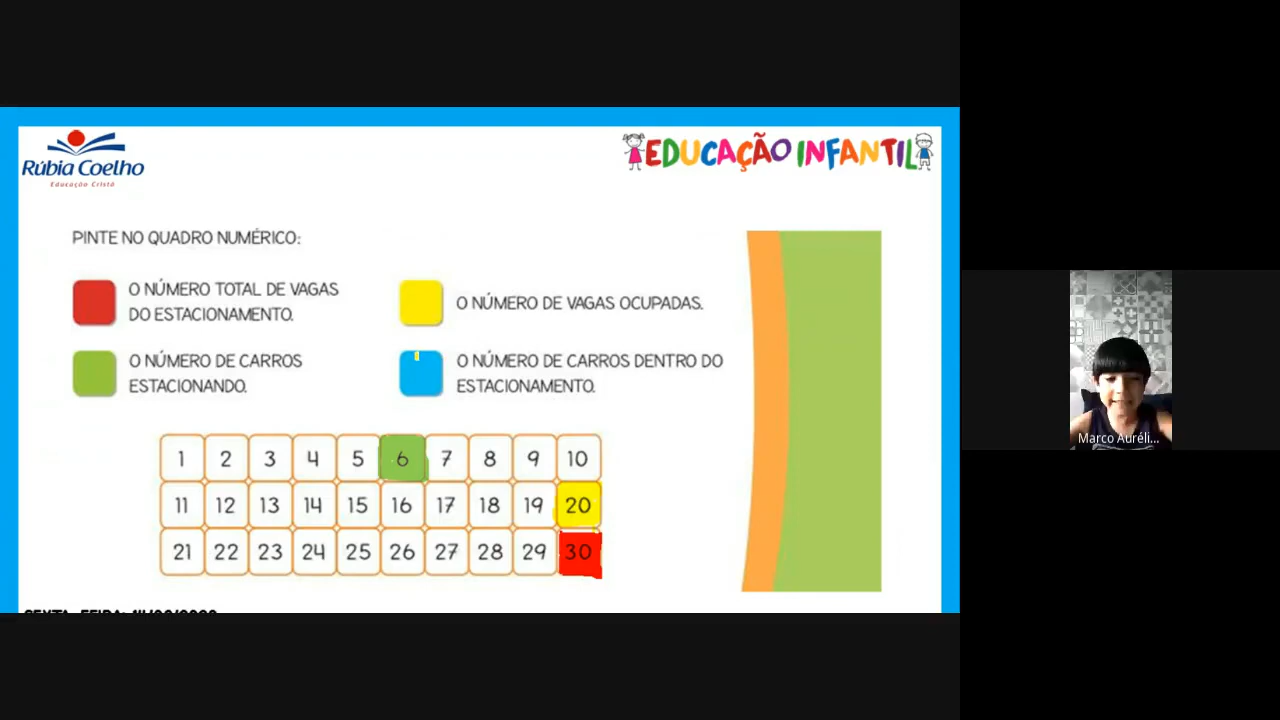 Rúbia Coelho
Educação Cristã
EDUCAÇÃO INFANTIL
PINTE NO QUADRO NUMÉRICO:
O NÚMERO TOTAL DE VAGAS
DO ESTACIONAMENTO.
O NÚMERO DE VAGAS OCUPADAS.
O NÚMERO DE CARROS
ESTACIONANDO.
O NÚMERO DE CARROS DENTRO DO
ESTACIONAMENTO.
1 2 3 4 5 6 7 8 9 10
11 12 13 14 15 16 17 18 19 20
21 22 23 24 25 26 27 28 29 30
Marco Auréli...